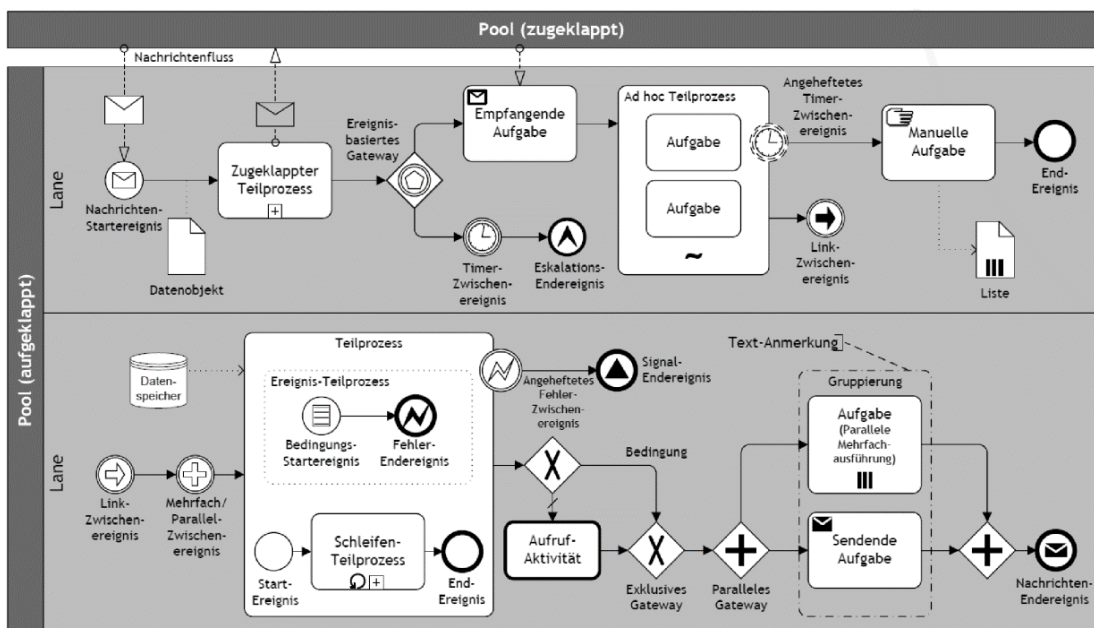 Pool (zugeklappt)
Nachrichtenfluss
Pool (aufgeklappt)
Lane
Nachrichten-
Startereignis
Datenobjekt
Zugeklappter
Teilprozess
Ereignis-
basiertes
Gateway
Empfangende
Aufgabe
Timer-
Zwischen-
ereignis
Eskalations-
Endereignis
Ad hoc Teilprozess
Aufgabe
Aufgabe
~
Angeheftetes
Timer-
Zwischenereignis
Link-
Zwischen-
ereignis
Manuelle
Aufgabe
End-
Ereignis
Liste
Lane
Daten-
speicher
Link-
Zwischen-
ereignis
Mehrfach/
Parallel-
Zwischen-
ereignis
Teilprozess
Ereignis-Teilprozess
Bedingungs-
Startereignis
Fehler-
Endereignis
Start-
Ereignis
Schleifen-
Teilprozess
End-
Ereignis
Angeheftetes
Fehler-
Zwischen-
ereignis
Signal-
Endereignis
Bedingung
Aufruf-
Aktivität
Exklusives
Gateway
Paralleles
Gateway
Text-Anmerkung
Gruppierung
Aufgabe
(Parallele
Mehrfach-
ausführung)
Sendende
Aufgabe
Nachrichten-
Endereignis